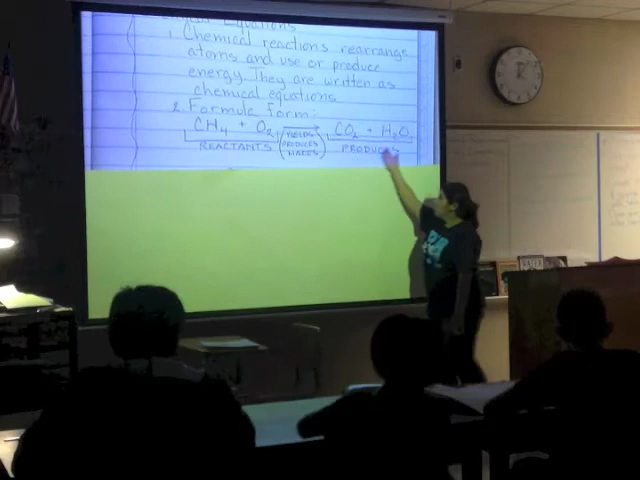 Equations
1. Chemical reactions rearrange
atoms and use or produce
energy. They are written as
chemical equations
2. Formula Form:
CH4 + O2 (YIELDS PRODUCES MAKES) CO2 + H2O
REACTANTS PRODUCTS